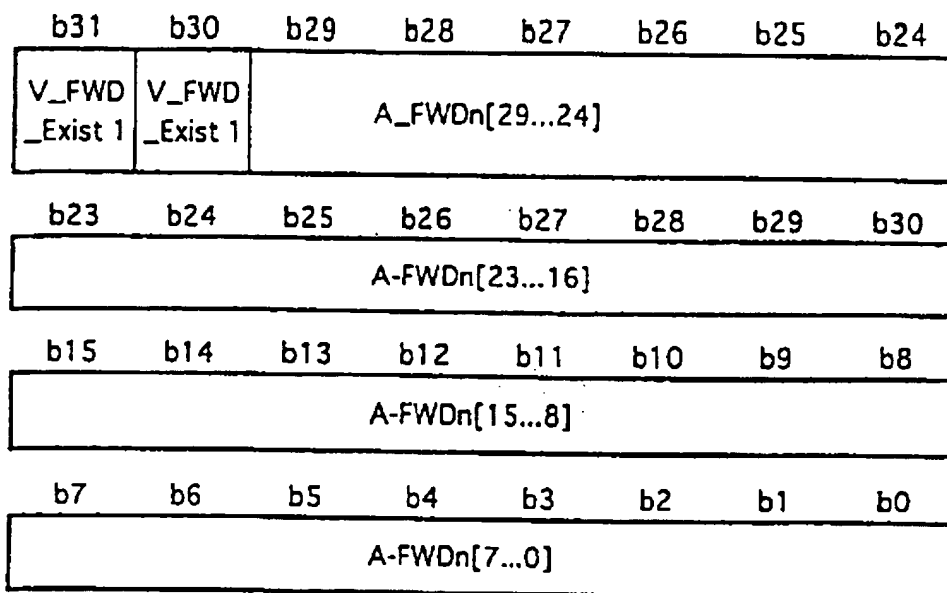 b31 b30 b29 b28 b27 b26 b25 b24
V_FWD V_FWD A_FWDn[29...24]
_Exist 1 _Exist 1
b23 b24 b25 b26 b27 b28 b29 b30
A-FWDn[23...16]
b15 b14 b13 b12 b11 b10 b9 b8
A-FWDn[15...8]
b7 b6 b5 b4 b3 b2 b1 b0
A-FWDn[7...0]